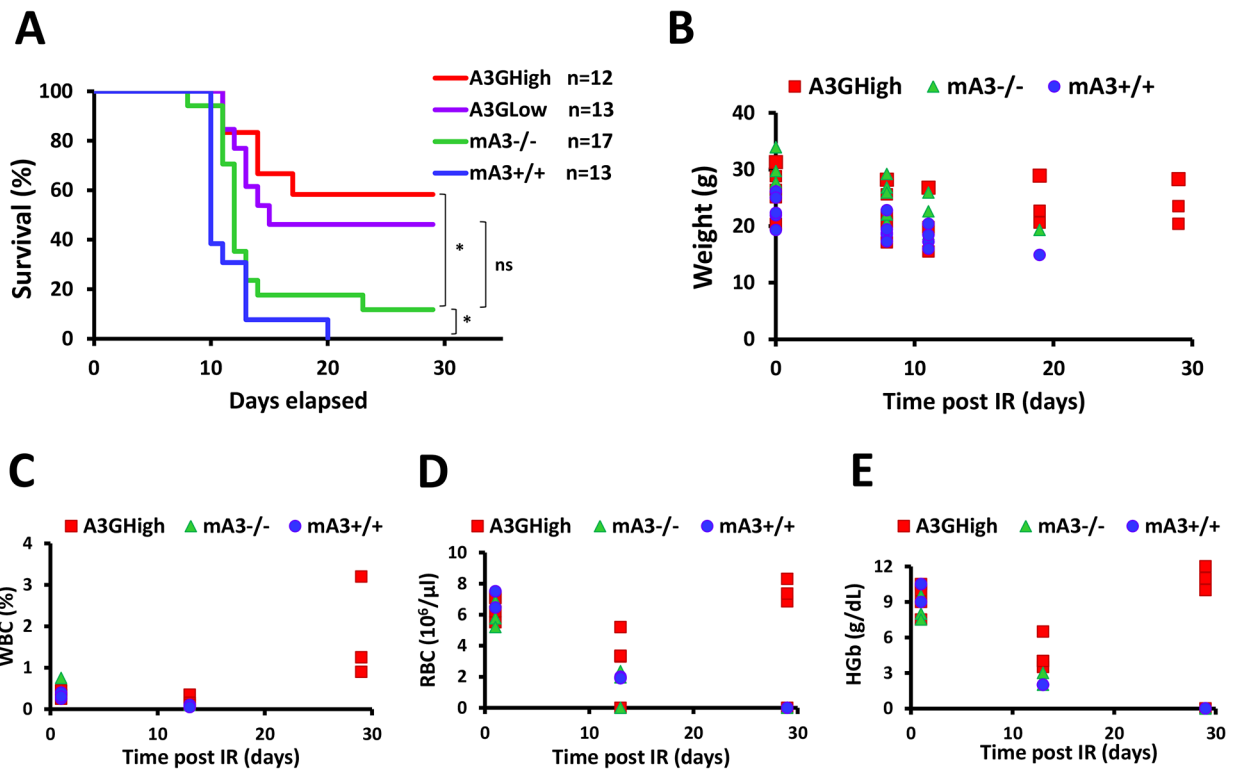 A
A3GHigh n=12
A3GLow n=13
mA3-/- n=17
mA3+/+ n=13
Survival (%)
100
80
60
40
20
0
0 10 20 30
Days elapsed
*
ns
*
B
A3GHigh mA3-/- mA3+/+
Weight (g)
40
30
20
10
0
0 10 20 30
Time post IR (days)
C
A3GHigh mA3-/- mA3+/+
WBC (%)
4
3
2
1
0
0 10 20 30
Time post IR (days)
D
A3GHigh mA3-/- mA3+/+
RBC (10⁶/µl)
10
8
6
4
2
0
0 10 20 30
Time post IR (days)
E
A3GHigh mA3-/- mA3+/+
HGb (g/dL)
12
9
6
3
0
0 10 20 30
Time post IR (days)